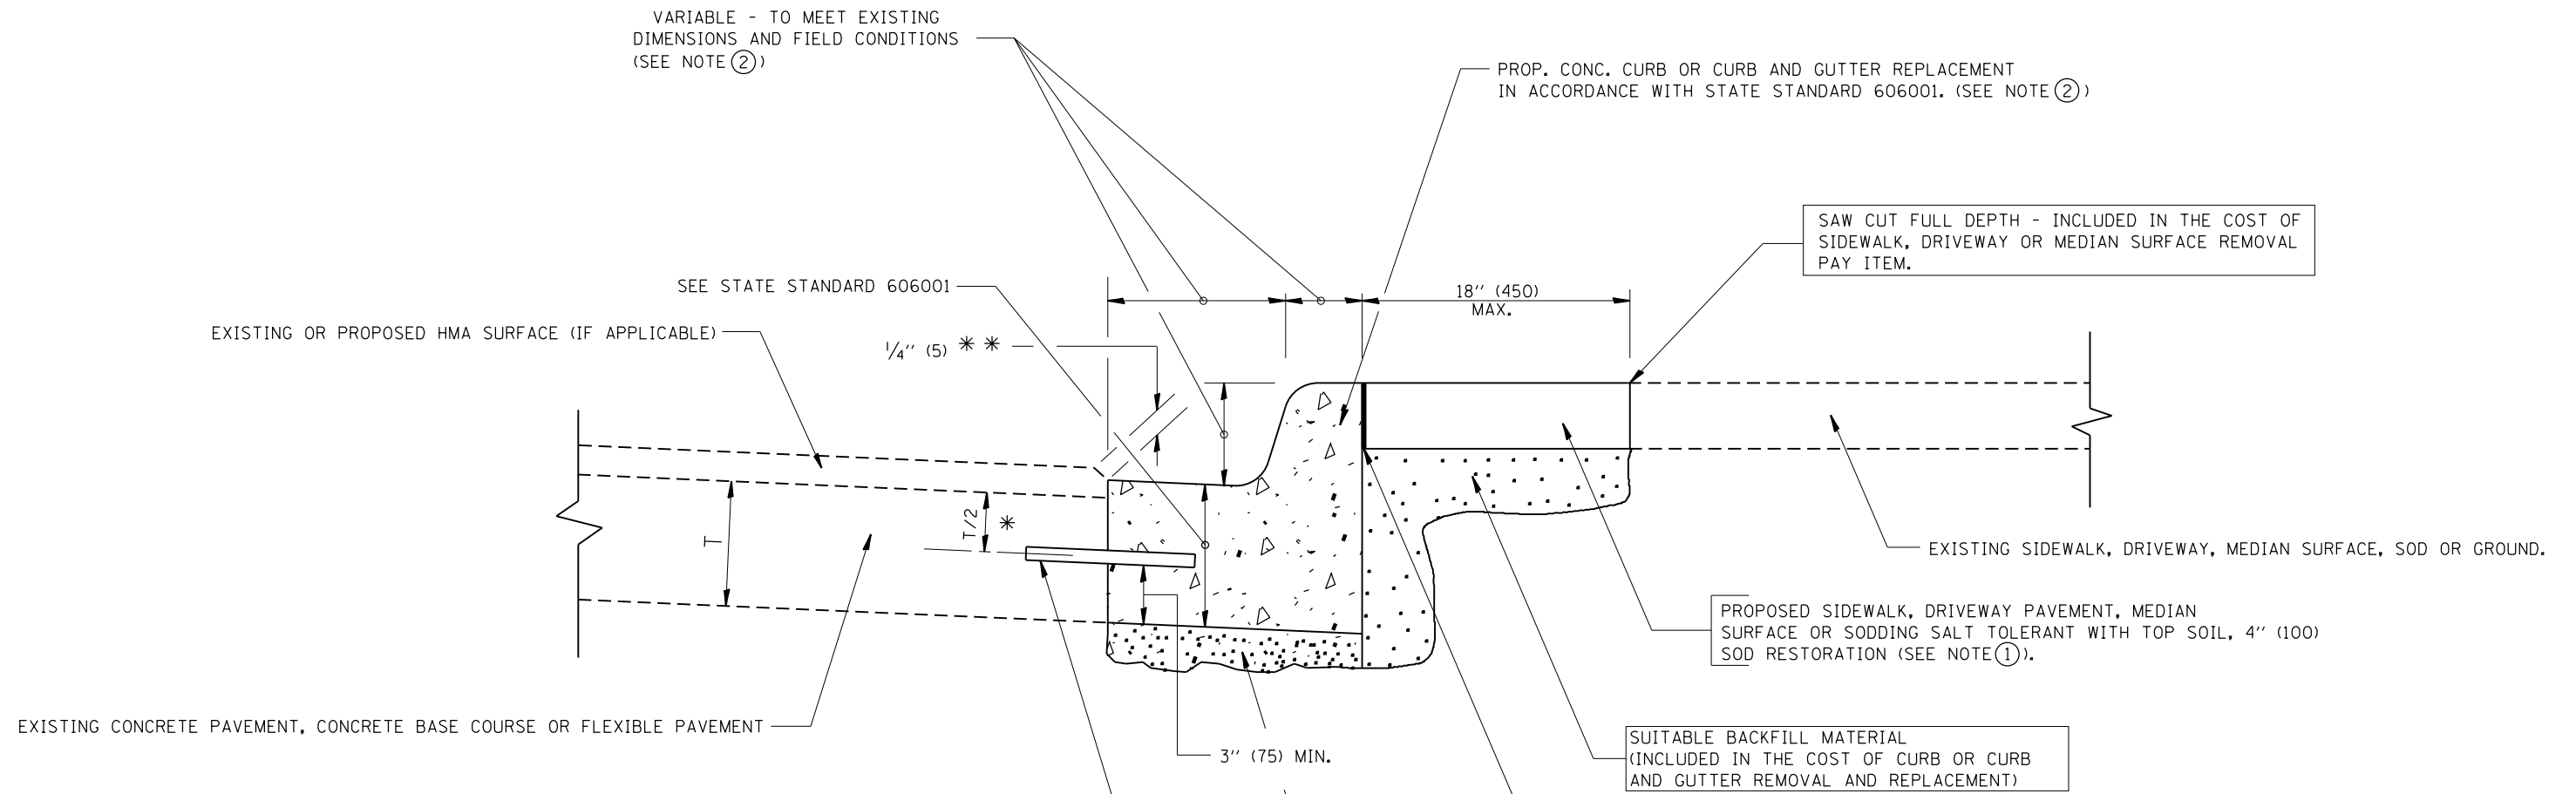 VARIABLE - TO MEET EXISTING
DIMENSIONS AND FIELD CONDITIONS
(SEE NOTE 2)
PROP. CONC. CURB OR CURB AND GUTTER REPLACEMENT
IN ACCORDANCE WITH STATE STANDARD 606001. (SEE NOTE 2)
SAW CUT FULL DEPTH - INCLUDED IN THE COST OF
SIDEWALK, DRIVEWAY OR MEDIAN SURFACE REMOVAL
PAY ITEM.
SEE STATE STANDARD 606001
18'' (450)
MAX.
EXISTING OR PROPOSED HMA SURFACE (IF APPLICABLE)
1/4'' (5) * *
T
T/2
*
EXISTING SIDEWALK, DRIVEWAY, MEDIAN SURFACE, SOD OR GROUND.
PROPOSED SIDEWALK, DRIVEWAY PAVEMENT, MEDIAN
SURFACE OR SODDING SALT TOLERANT WITH TOP SOIL, 4'' (100)
SOD RESTORATION (SEE NOTE 1).
EXISTING CONCRETE PAVEMENT, CONCRETE BASE COURSE OR FLEXIBLE PAVEMENT
3'' (75) MIN.
SUITABLE BACKFILL MATERIAL
(INCLUDED IN THE COST OF CURB OR CURB
AND GUTTER REMOVAL AND REPLACEMENT)